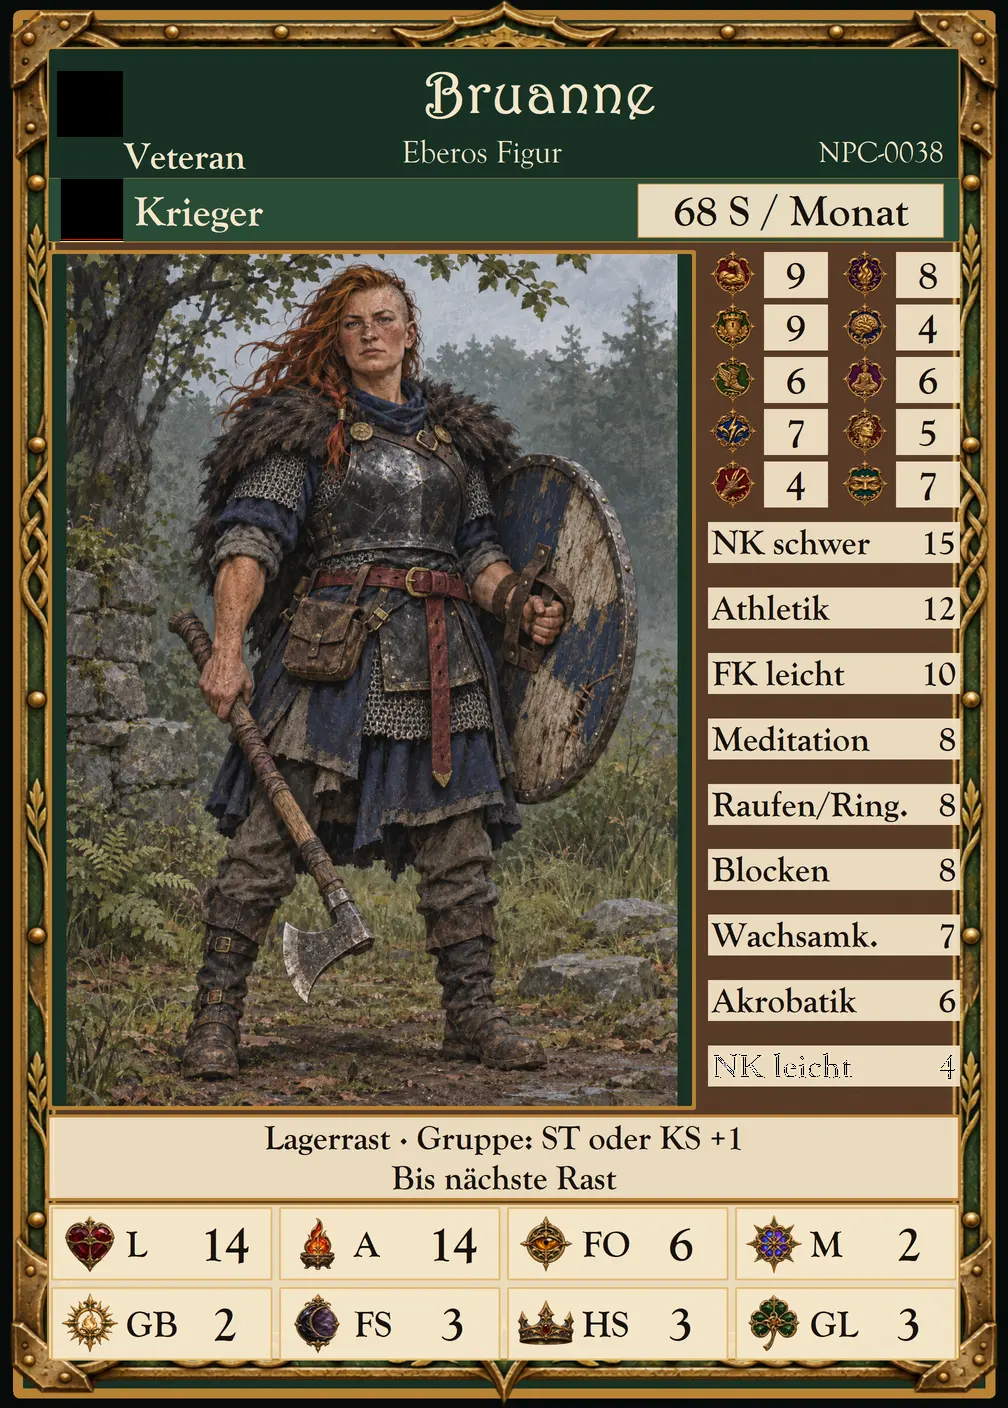 Bruanne
Veteran
Eberos Figur
NPC-0038
Krieger
68 S / Monat
9 8
9 4
6 6
7 5
4 7
NK schwer 15
Athletik 12
FK leicht 10
Meditation 8
Raufen/Ring. 8
Blocken 8
Wachsamk. 7
Akrobatik 6
NK leicht 4
Lagerrast · Gruppe: ST oder KS +1
Bis nächste Rast
L 14 A 14 FO 6 M 2
GB 2 FS 3 HS 3 GL 3